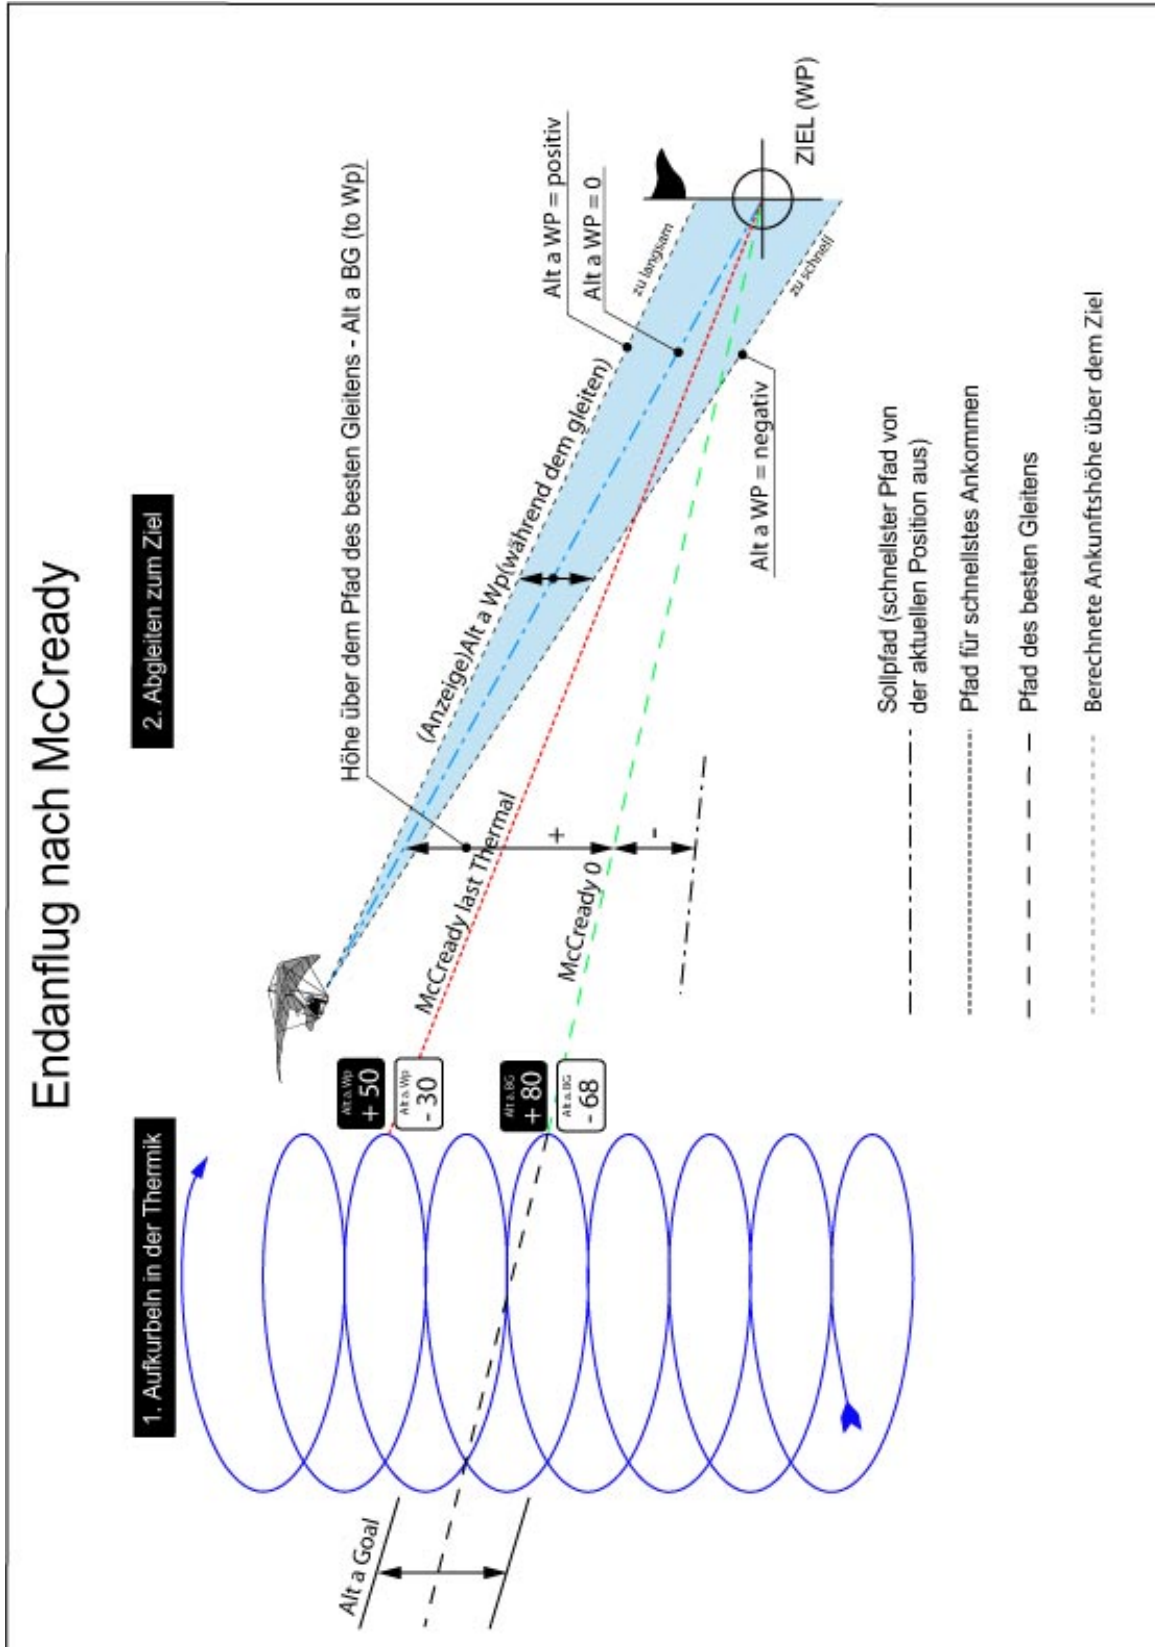 Endanflug nach McCready
1. Aufkurbeln in der Thermik
2. Abgleiten zum Ziel
Alt a Goal
Alt a. Wp
+ 50
Alt a. Wp
- 30
Alt a. BG
+ 80
Alt a. BG
- 68
McCready last Thermal
McCready 0
+
-
Höhe über dem Pfad des besten Gleitens - Alt a BG (to Wp)
(Anzeige)Alt a Wp(während dem gleiten)
zu langsam
zu schnell
Alt a WP = positiv
Alt a WP = 0
Alt a WP = negativ
ZIEL (WP)
Sollpfad (schnellster Pfad von
der aktuellen Position aus)
Pfad für schnellstes Ankommen
Pfad des besten Gleitens
Berechnete Ankunftshöhe über dem Ziel